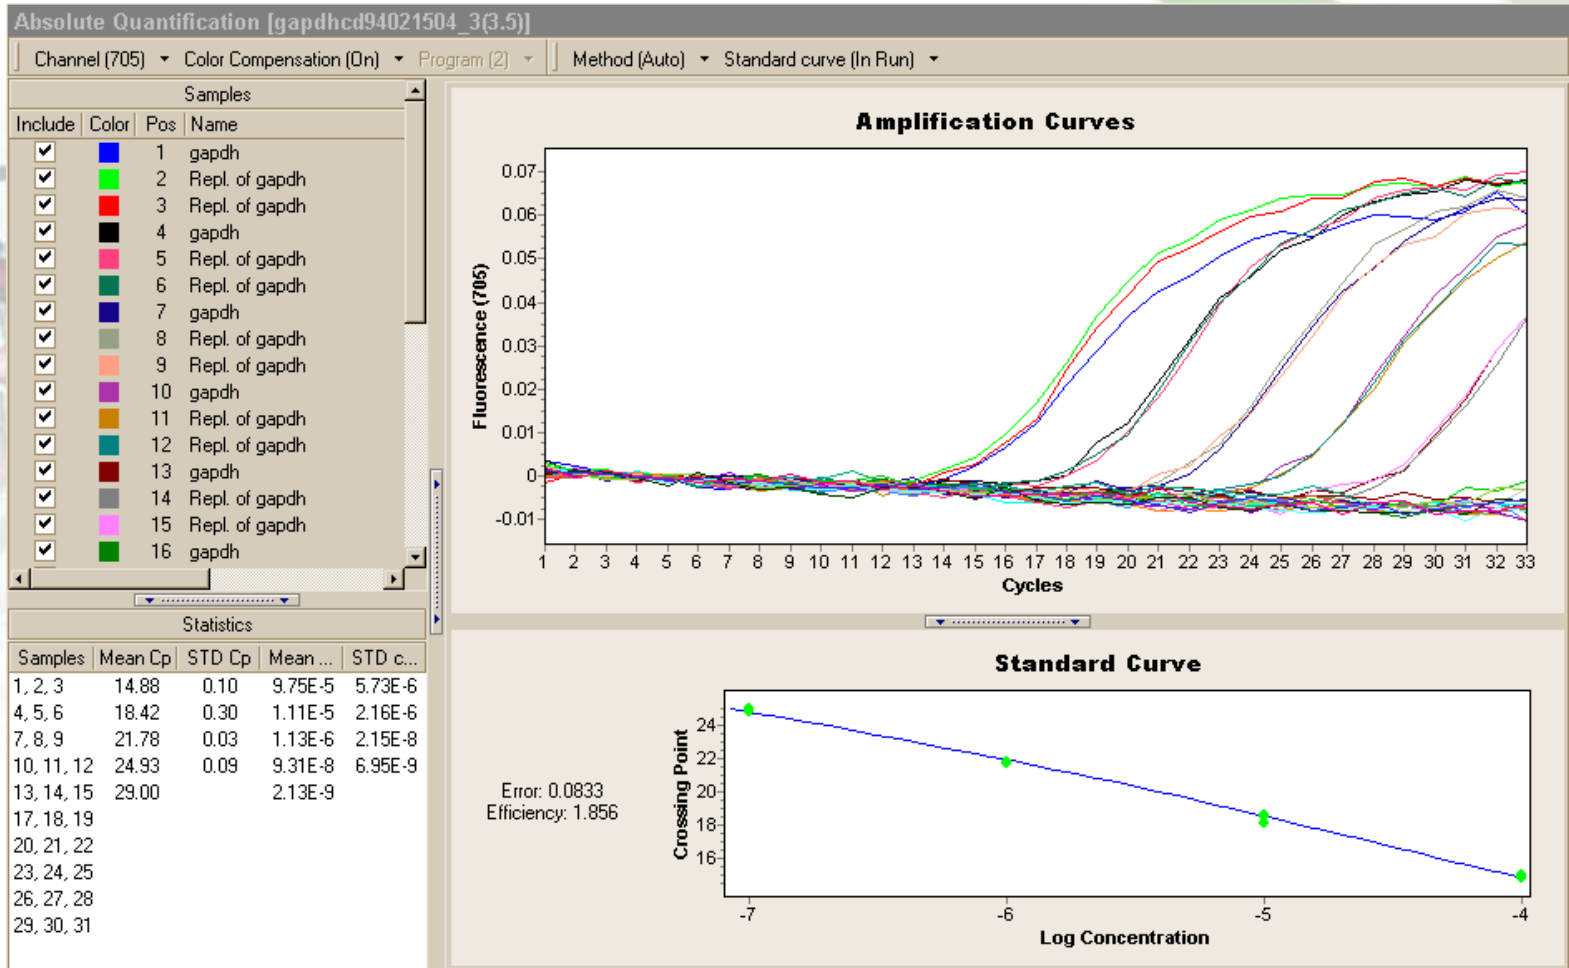 Absolute Quantification [gapdhcd94021504_3(3.5)]
Channel (705) Color Compensation (On) Program (2) Method (Auto) Standard curve (In Run)
Samples
Include Color Pos Name
1 gapdh
2 Repl. of gapdh
3 Repl. of gapdh
4 gapdh
5 Repl. of gapdh
6 Repl. of gapdh
7 gapdh
8 Repl. of gapdh
9 Repl. of gapdh
10 gapdh
11 Repl. of gapdh
12 Repl. of gapdh
13 gapdh
14 Repl. of gapdh
15 Repl. of gapdh
16 gapdh
Statistics
Samples Mean Cp STD Cp Mean ... STD c...
1, 2, 3 14.88 0.10 9.75E-5 5.73E-6
4, 5, 6 18.42 0.30 1.11E-5 2.16E-6
7, 8, 9 21.78 0.03 1.13E-6 2.15E-8
10, 11, 12 24.93 0.09 9.31E-8 6.95E-9
13, 14, 15 29.00 2.13E-9
17, 18, 19
20, 21, 22
23, 24, 25
26, 27, 28
29, 30, 31
Amplification Curves
Fluorescence (705)
0.07
0.06
0.05
0.04
0.03
0.02
0.01
0
-0.01
1 2 3 4 5 6 7 8 9 10 11 12 13 14 15 16 17 18 19 20 21 22 23 24 25 26 27 28 29 30 31 32 33
Cycles
Standard Curve
Error: 0.0833
Efficiency: 1.856
Crossing Point
24
22
20
18
16
-7 -6 -5 -4
Log Concentration